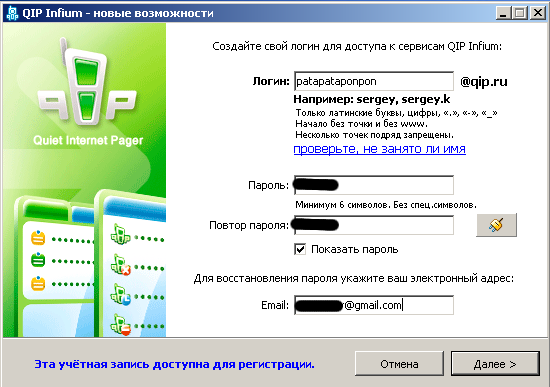 QIP Infium - новые возможности
Создайте свой логин для доступа к сервисам QIP Infium:
Логин: patapataponpon @qip.ru
Например: sergey, sergey.k
Только латинские буквы, цифры, «.», «-», «_»
Начало без точки и без www.
Несколько точек подряд запрещены.
проверьте, не занято ли имя
qip
Quiet Internet Pager
Пароль:
Минимум 6 символов. Без спец.символов.
Повтор пароля:
Показать пароль
Для восстановления пароля укажите ваш электронный адрес:
Email: @gmail.com
Эта учётная запись доступна для регистрации.
Отмена
Далее >